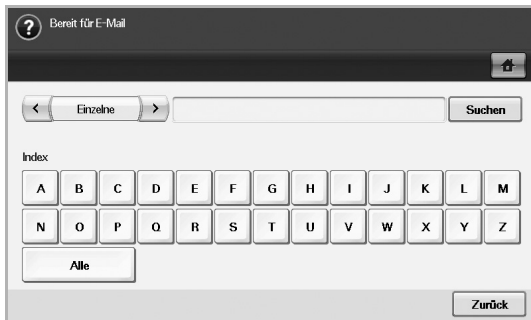 ? Bereit für E-Mail
< Einzelne > Suchen
Index
A B C D E F G H I J K L M
N O P Q R S T U V W X Y Z
Alle
Zurück